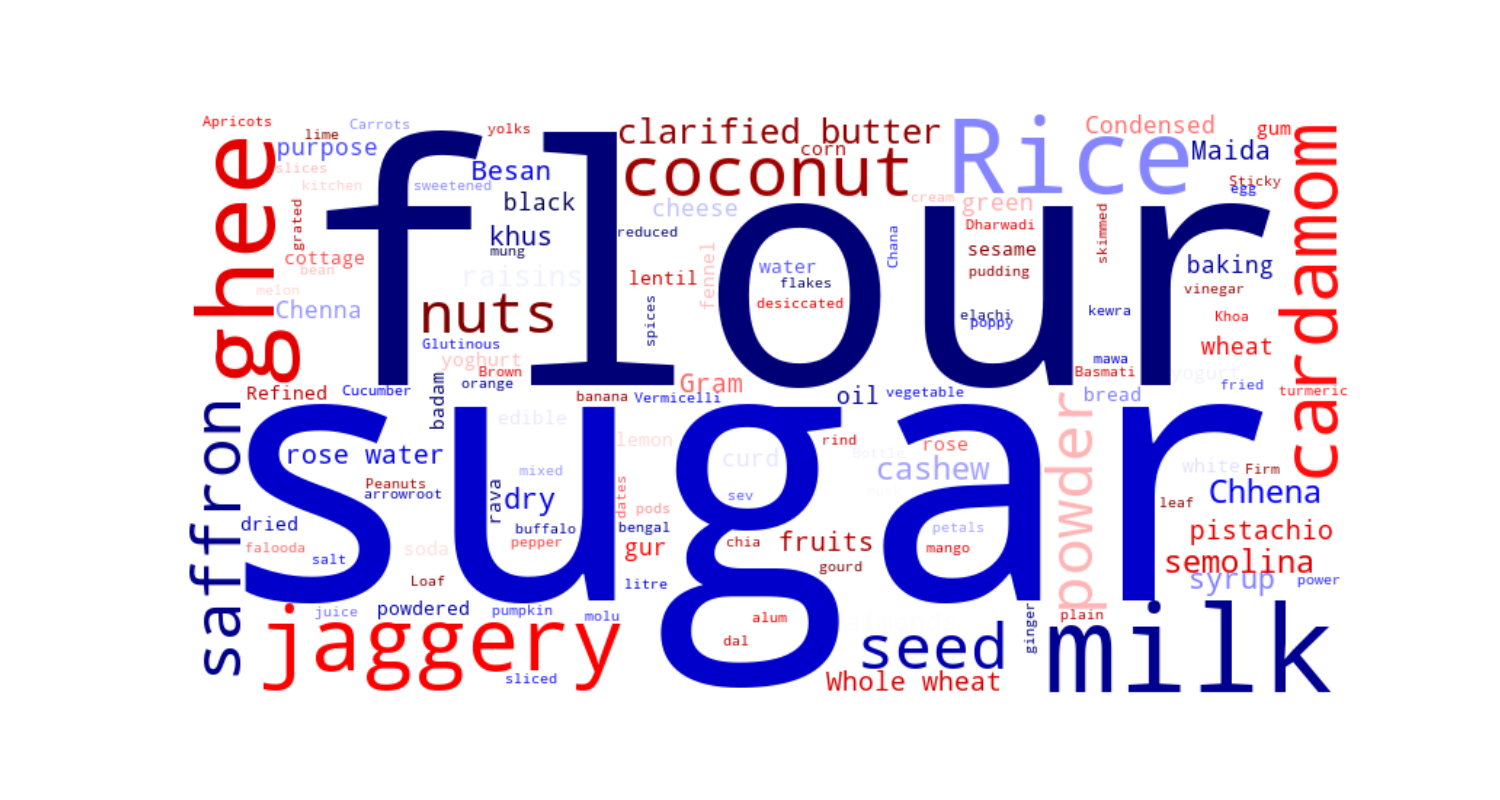 Apricots
Carrots
lime
yolks
clarified butter
corn
Condensed
gum
purpose
slices
kitchen
sweetened
Besan
coconut
Rice
Maida
Sticky
egg
ghee
flour
cardamom
grated
black
cheese
cream
green
khus
mung
reduced
Chana
Dharwadi
skimmed
cottage
bean
raisins
lentil
fennel
water
flakes
desiccated
sesame
pudding
baking
melon
Chenna
nuts
spices
elachi
poppy
kewra
vinegar
Khoa
Glutinous
yoghurt
Brown
mawa
Basmati
wheat
yogurt
Refined
Cucumber
badam
orange
banana
Vermicelli
Gram
oil
vegetable
bread
fried
turmeric
saffron
sugar
edible
lemon
rind
rose
powder
rose water
curd
Bottle
cashew
white
Firm
Peanuts
arrowroot
mixed
rava
dry
dates
pods
sev
Chhena
leaf
dried
buffalo
bengal
petals
pistachio
falooda
salt
soda
pepper
gur
chia
fruits
mango
semolina
Loaf
litre
gourd
syrup
power
juice
powdered
pumpkin
molu
alum
ginger
plain
jaggery
dal
seed
milk
sliced
Whole wheat